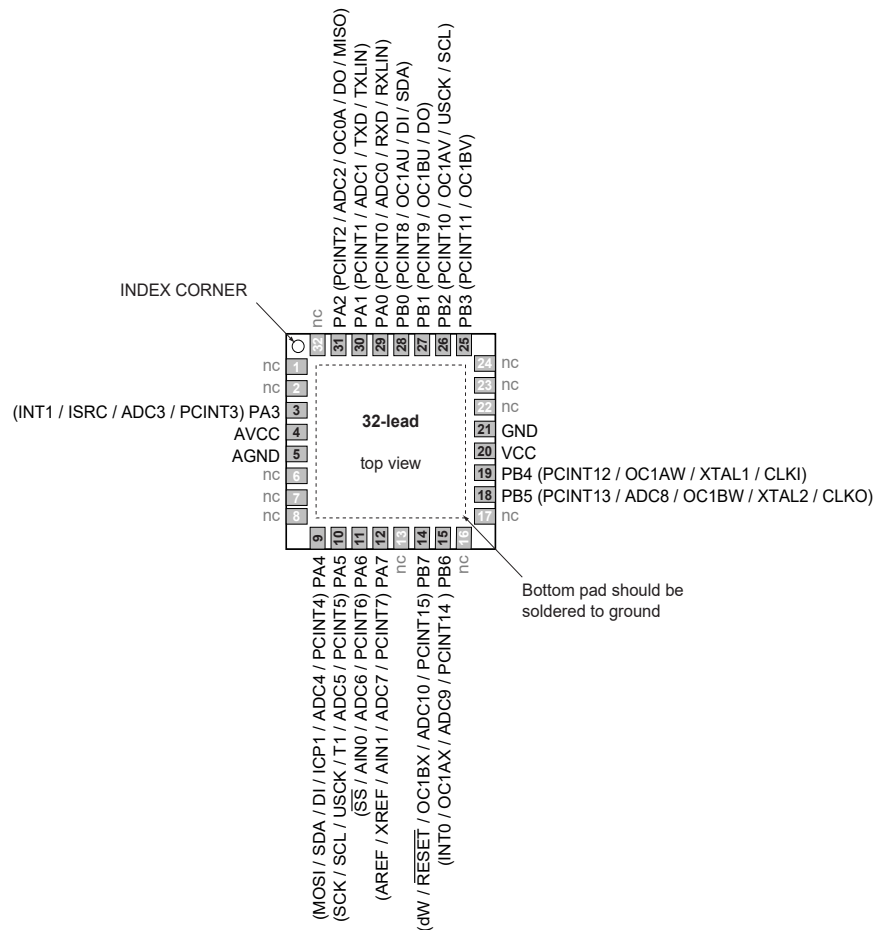 PA2 (PCINT2 / ADC2 / OC0A / DO / MISO)
PA1 (PCINT1 / ADC1 / TXD / TXLIN)
PA0 (PCINT0 / ADC0 / RXD / RXLIN)
PB0 (PCINT8 / OC1AU / DI / SDA)
PB1 (PCINT9 / OC1BU / DO)
PB2 (PCINT10 / OC1AV / USCK / SCL)
PB3 (PCINT11 / OC1BV)
INDEX CORNER
nc
32
31
30
29
28
27
26
25
nc 1
nc 2
(INT1 / ISRC / ADC3 / PCINT3) PA3 3
AVCC 4
AGND 5
nc 6
nc 7
nc 8
32-lead
top view
24 nc
23 nc
22 nc
21 GND
20 VCC
19 PB4 (PCINT12 / OC1AW / XTAL1 / CLKI)
18 PB5 (PCINT13 / ADC8 / OC1BW / XTAL2 / CLKO)
17 nc
9
10
11
12
13
14
15
16
(MOSI / SDA / DI / ICP1 / ADC4 / PCINT4) PA4
(SCK / SCL / USCK / T1 / ADC5 / PCINT5) PA5
(SS / AIN0 / ADC6 / PCINT6) PA6
(AREF / XREF / AIN1 / ADC7 / PCINT7) PA7
nc
(dW / RESET / OC1BX / ADC10 / PCINT15) PB7
(INT0 / OC1AX / ADC9 / PCINT14 ) PB6
nc
Bottom pad should be
soldered to ground